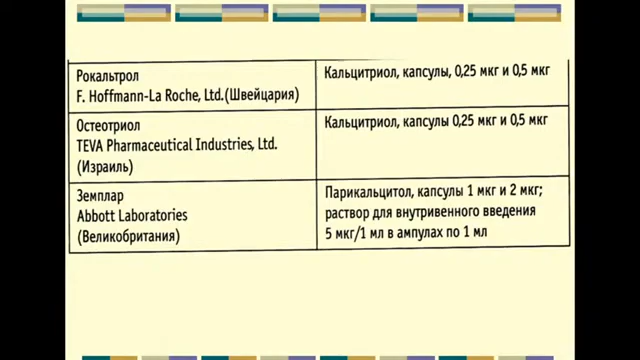 Рокальтрол
F. Hoffmann-La Roche, Ltd.(Швейцария)
Кальцитриол, капсулы, 0,25 мкг и 0,5 мкг
Остеотриол
TEVA Pharmaceutical Industries, Ltd.
(Израиль)
Кальцитриол, капсулы 0,25 мкг и 0,5 мкг
Земплар
Abbott Laboratories
(Великобритания)
Парикальцитол, капсулы 1 мкг и 2 мкг;
раствор для внутривенного введения
5 мкг/1 мл в ампулах по 1 мл